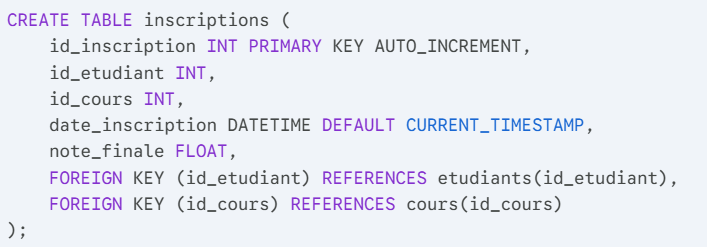 CREATE TABLE inscriptions (
    id_inscription INT PRIMARY KEY AUTO_INCREMENT,
    id_etudiant INT,
    id_cours INT,
    date_inscription DATETIME DEFAULT CURRENT_TIMESTAMP,
    note_finale FLOAT,
    FOREIGN KEY (id_etudiant) REFERENCES etudiants(id_etudiant),
    FOREIGN KEY (id_cours) REFERENCES cours(id_cours)
);